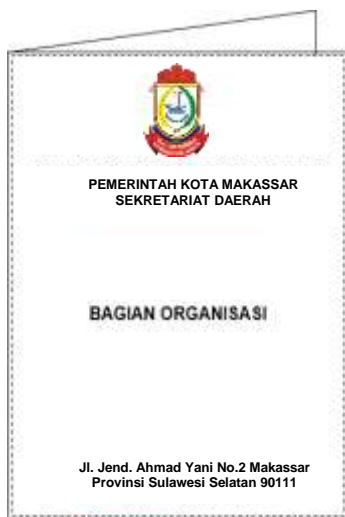 PEMERINTAH KOTA MAKASSAR
SEKRETARIAT DAERAH
BAGIAN ORGANISASI
Jl. Jend. Ahmad Yani No.2 Makassar
Provinsi Sulawesi Selatan 90111